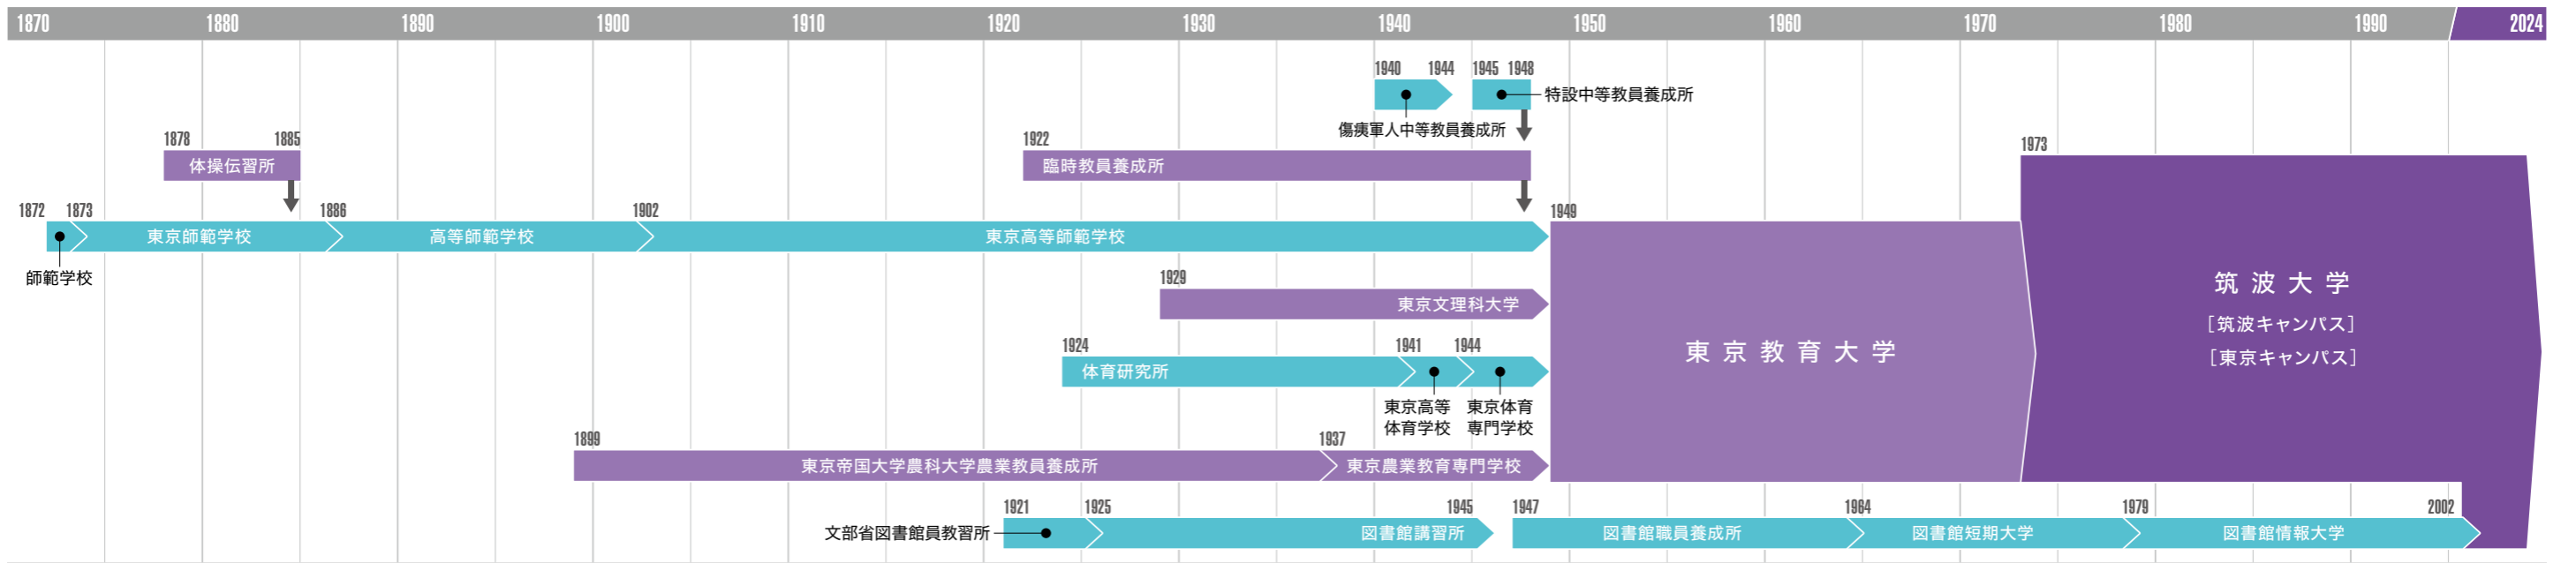 1870 1880 1890 1900 1910 1920 1930 1940 1950 1960 1970 1980 1990 2024
1940 1944 1945 1948
特設中等教員養成所
傷痍軍人中等教員養成所
1878 1885 1922 1973
体操伝習所 臨時教員養成所
1872 1873 1886 1902 1949
東京師範学校 高等師範学校 東京高等師範学校
師範学校
1929
東京文理科大学
筑波大学
［筑波キャンパス］
［東京キャンパス］
東京教育大学
1924 1941 1944
体育研究所
東京高等
体育学校
東京体育
専門学校
1899 1937
東京帝国大学農科大学農業教員養成所 東京農業教育専門学校
1921 1925 1945 1947 1964 1979 2002
文部省図書館員教習所 図書館講習所 図書館職員養成所 図書館短期大学 図書館情報大学